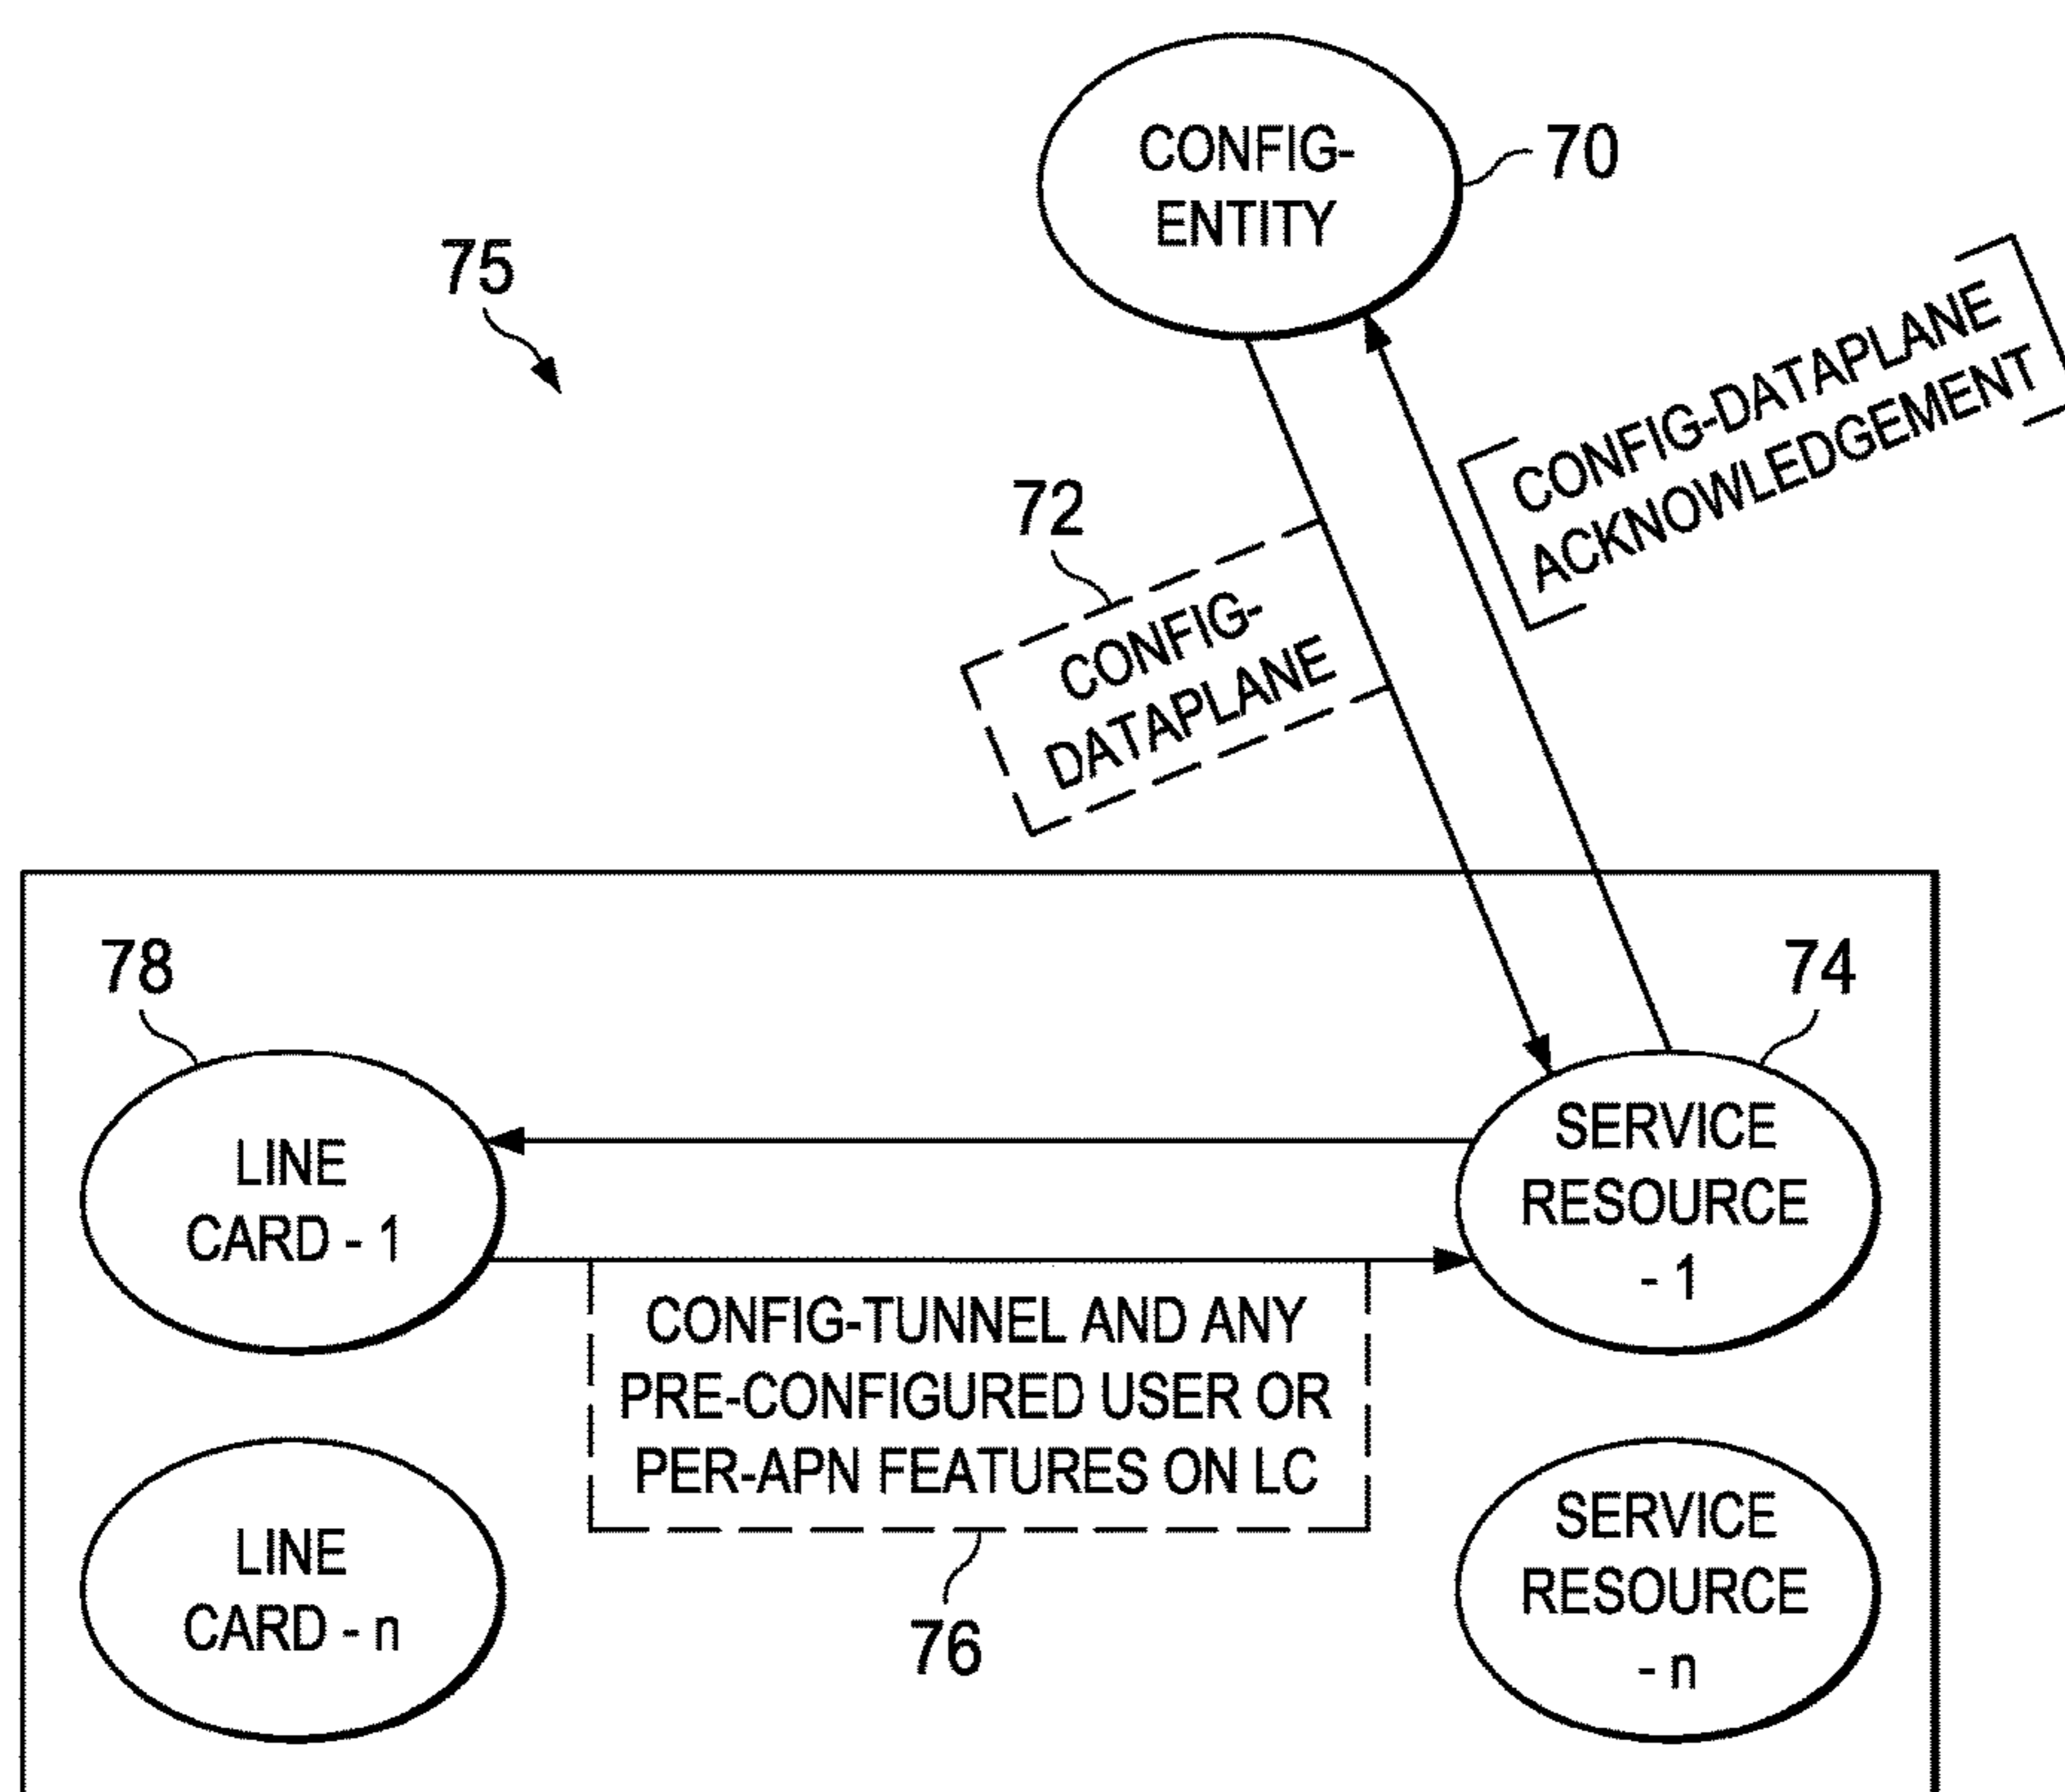 CONFIG-
ENTITY
70
75
CONFIG-DATAPLANE
ACKNOWLEDGEMENT
72
CONFIG-
DATAPLANE
78
74
LINE
CARD - 1
SERVICE
RESOURCE
- 1
CONFIG-TUNNEL AND ANY
PRE-CONFIGURED USER OR
PER-APN FEATURES ON LC
LINE
CARD - n
76
SERVICE
RESOURCE
- n